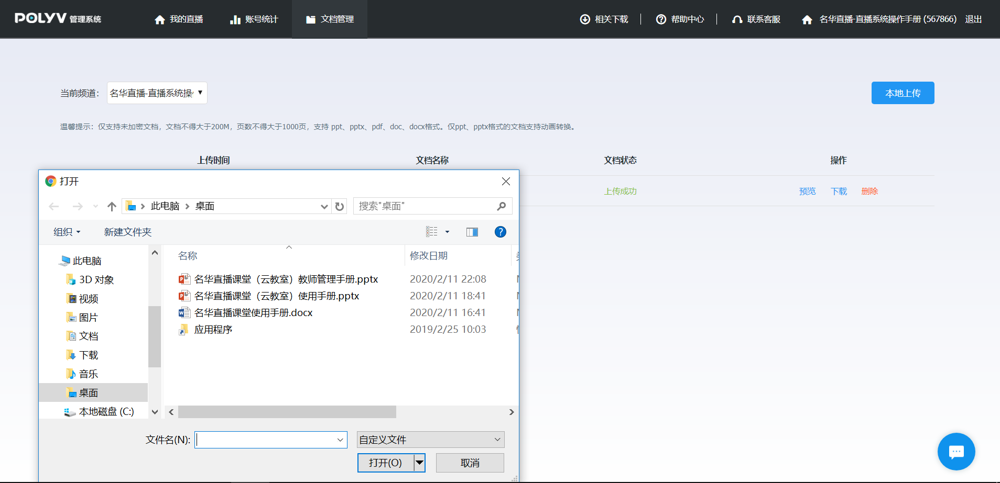 POLYV 管理系统 我的直播 账号统计 文档管理 相关下载 帮助中心 联系客服 名华直播-直播系统操作手册 (567866) 退出
当前频道： 名华直播-直播系统操 本地上传
温馨提示：仅支持未加密文档，文档不得大于200M，页数不得大于1000页，支持 ppt、pptx、pdf、doc、docx格式。仅ppt、pptx格式的文档支持动画转换。
上传时间 文档名称 文档状态 操作
上传成功 预览 下载 删除
打开
此电脑 桌面 搜索"桌面"
组织 新建文件夹
名称 修改日期
此电脑
3D 对象
视频
图片
文档
下载
音乐
桌面
本地磁盘 (C:)
名华直播课堂（云教室）教师管理手册.pptx 2020/2/11 22:08
名华直播课堂（云教室）使用手册.pptx 2020/2/11 18:41
名华直播课堂使用手册.docx 2020/2/11 16:41
应用程序 2019/2/25 10:03
文件名(N): 自定义文件
打开(O) 取消